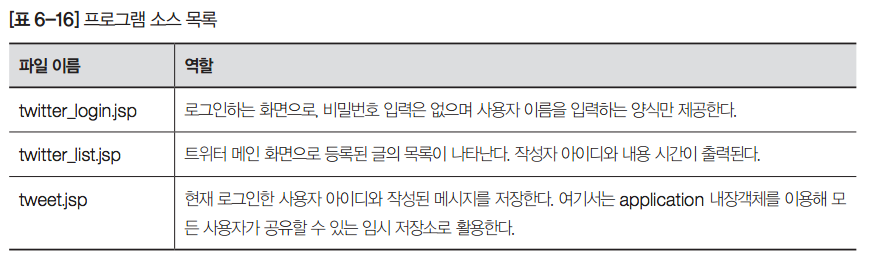 [표 6-16] 프로그램 소스 목록
파일 이름 역할
twitter_login.jsp 로그인하는 화면으로, 비밀번호 입력은 없으며 사용자 이름을 입력하는 양식만 제공한다.
twitter_list.jsp 트위터 메인 화면으로 등록된 글의 목록이 나타난다. 작성자 아이디와 내용 시간이 출력된다.
tweet.jsp 현재 로그인한 사용자 아이디와 작성된 메시지를 저장한다. 여기서는 application 내장객체를 이용해 모
든 사용자가 공유할 수 있는 임시 저장소로 활용한다.